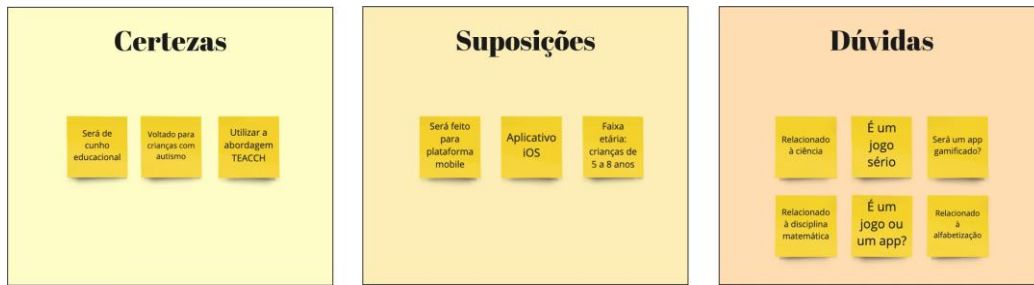 Certezas
Será de
cunho
educacional
Voltado para
crianças com
autismo
Utilizar a
abordagem
TEACCH
Suposições
Será feito
para
plataforma
mobile
Aplicativo
iOS
Faixa
etária:
crianças de
5 a 8 anos
Dúvidas
Relacionado
à ciência
É um
jogo
sério
Será um app
gamificado?
Relacionado
à disciplina
matemática
É um
jogo ou
um app?
Relacionado
à
alfabetização